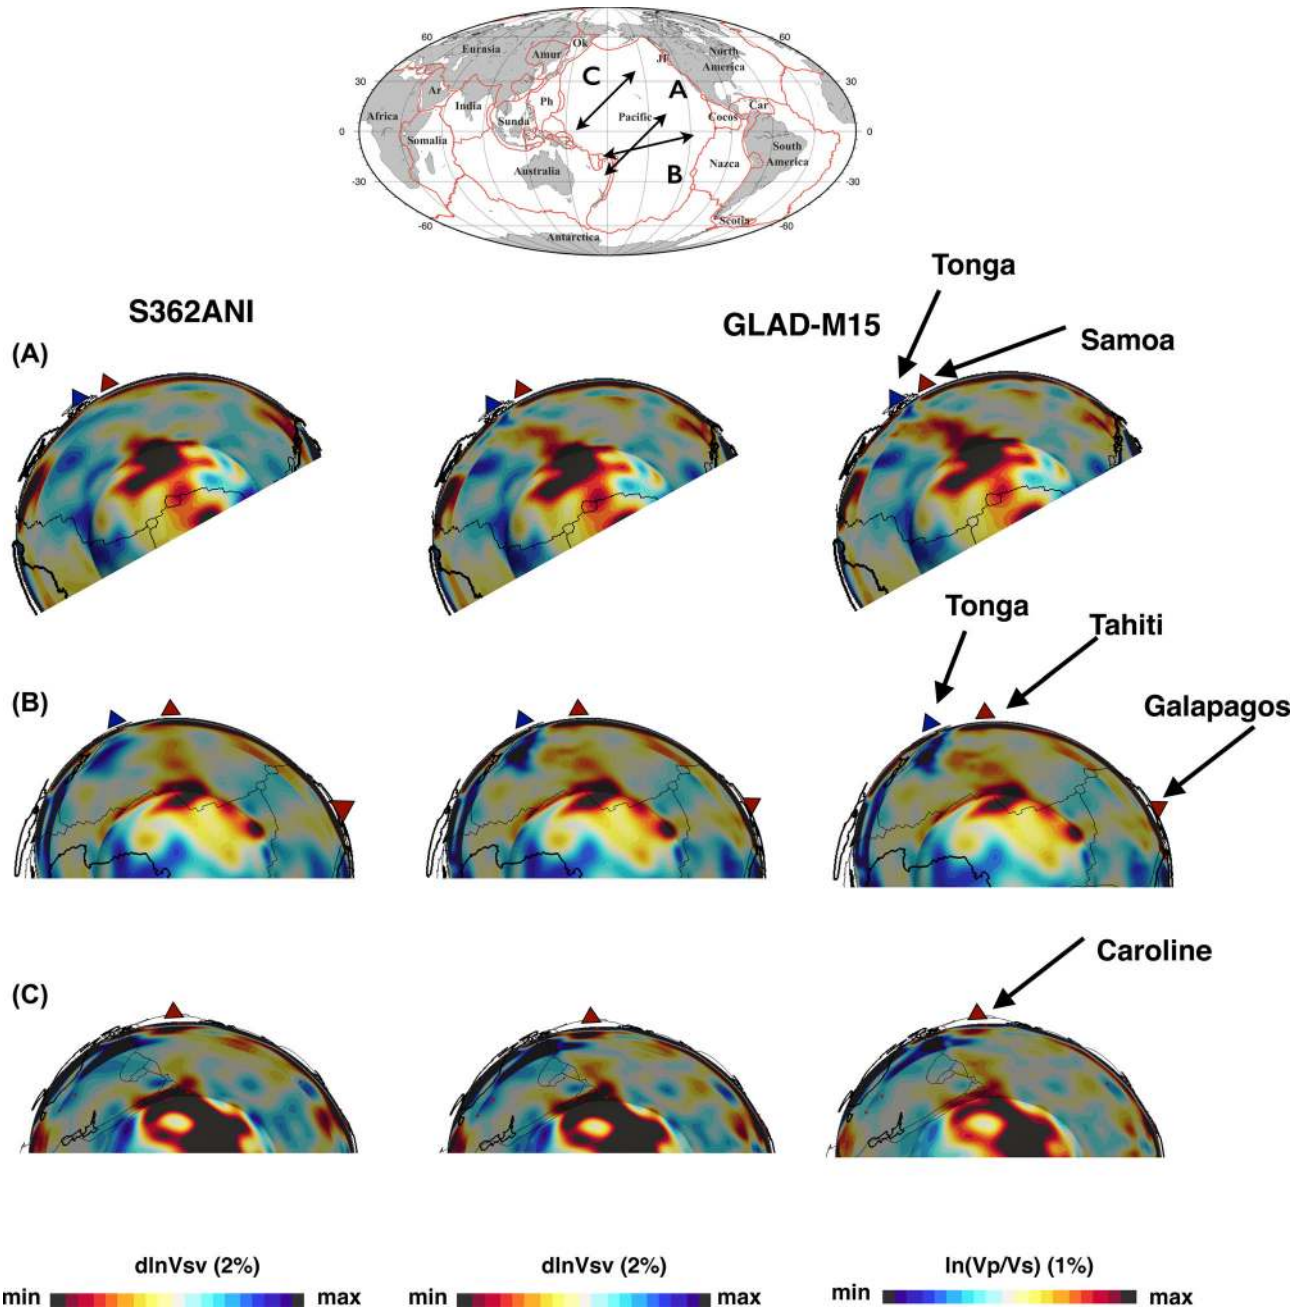 60
60
Eurasia
Ok
Amur
North
America
JF
30
30
Ar
C
A
India
Ph
Car
Africa
Sunda
Pacific
Cocos
0
0
Somalia
South
America
Australia
B
Nazca
-30
-30
Scotia
-60
-60
Antarctica
S362ANI
GLAD-M15
Tonga
Samoa
(A)
Tonga
Tahiti
Galapagos
(B)
Caroline
(C)
dlnVsv (2%)
dlnVsv (2%)
ln(Vp/Vs) (1%)
min
max
min
max
min
max